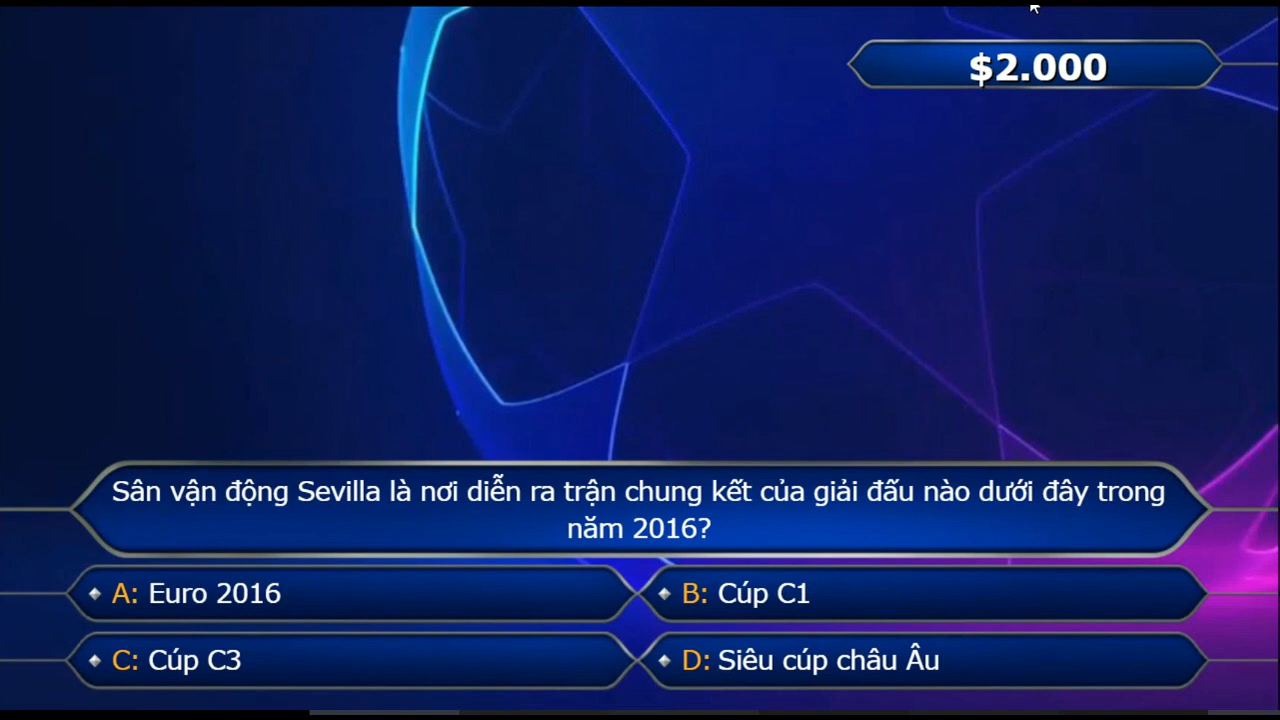 $2.000
Sân vận động Sevilla là nơi diễn ra trận chung kết của giải đấu nào dưới đây trong
năm 2016?
A: Euro 2016
B: Cúp C1
C: Cúp C3
D: Siêu cúp châu Âu